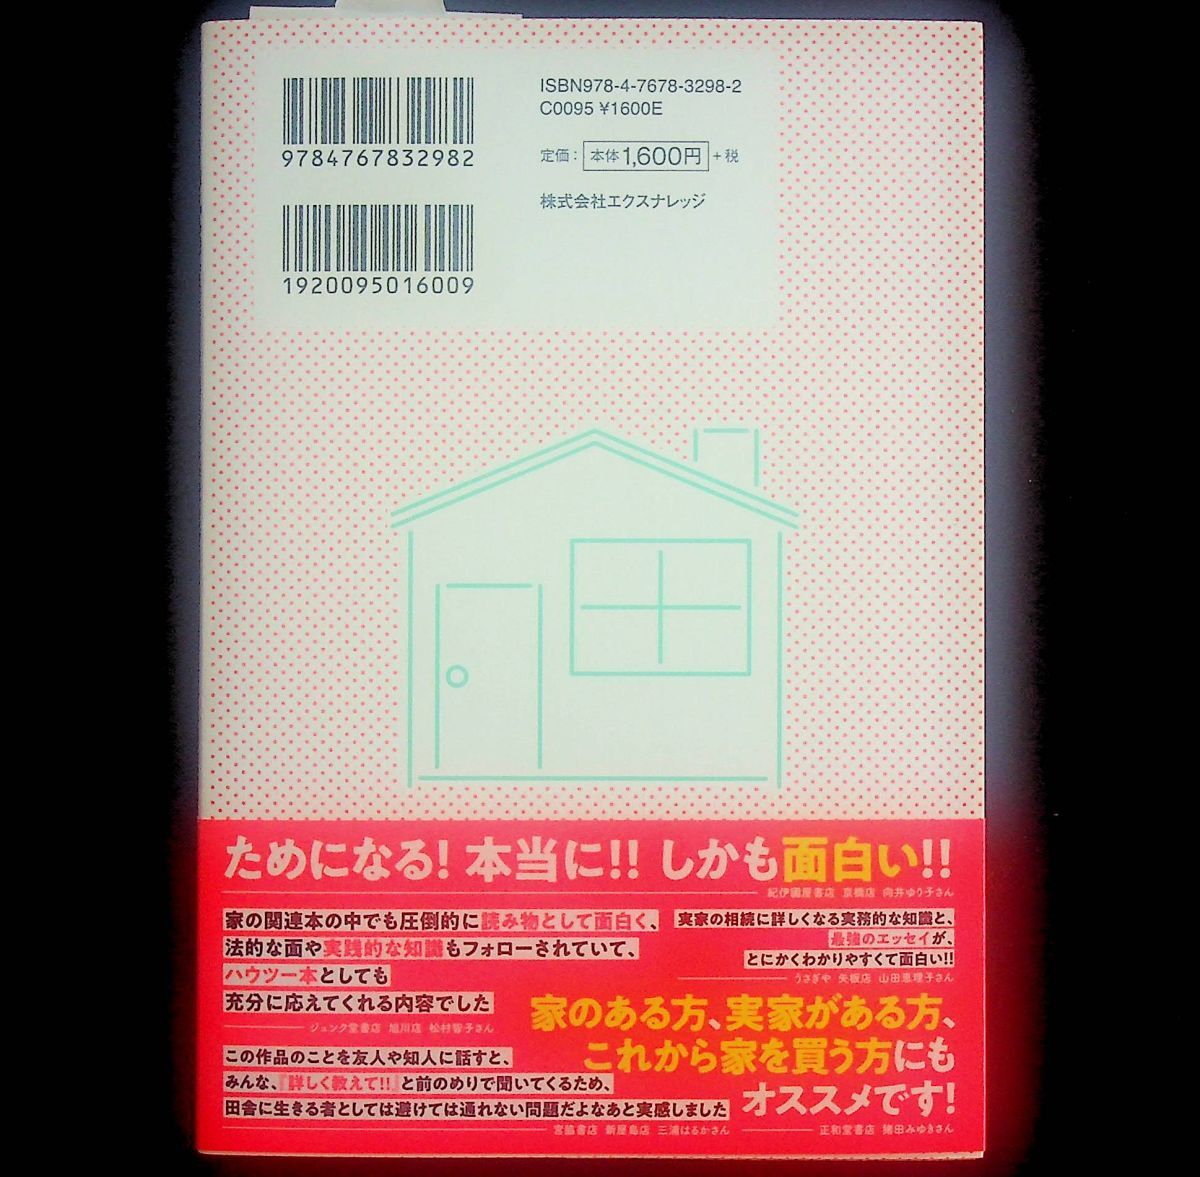 9784767832982
1920095016009
ISBN978-4-7678-3298-2
C0095 ¥1600E
定価：本体1,600円+税
株式会社エクスナレッジ
ためになる！本当に！！しかも面白い！！
紀伊國屋書店 京橋店 向井ゆり子さん
家の関連本の中でも圧倒的に読み物として面白く、
法的な面や実践的な知識もフォローされていて、
ハウツー本としても
充分に応えてくれる内容でした
ジュンク堂書店 旭川店 松村智子さん
実家の相続に詳しくなる実務的な知識と、
最強のエッセイが、
とにかくわかりやすくて面白い!!
うさぎや 矢板店 山田恵理子さん
家のある方、実家がある方、
これから家を買う方にも
オススメです！
正和堂書店 猪田みゆきさん
この作品のことを友人や知人に話すと、
みんな、『詳しく教えて!!』と前のめりで聞いてくるため、
田舎に生きる者としては避けては通れない問題だよなあと実感しました
宮脇書店 新屋島店 三浦はるかさん